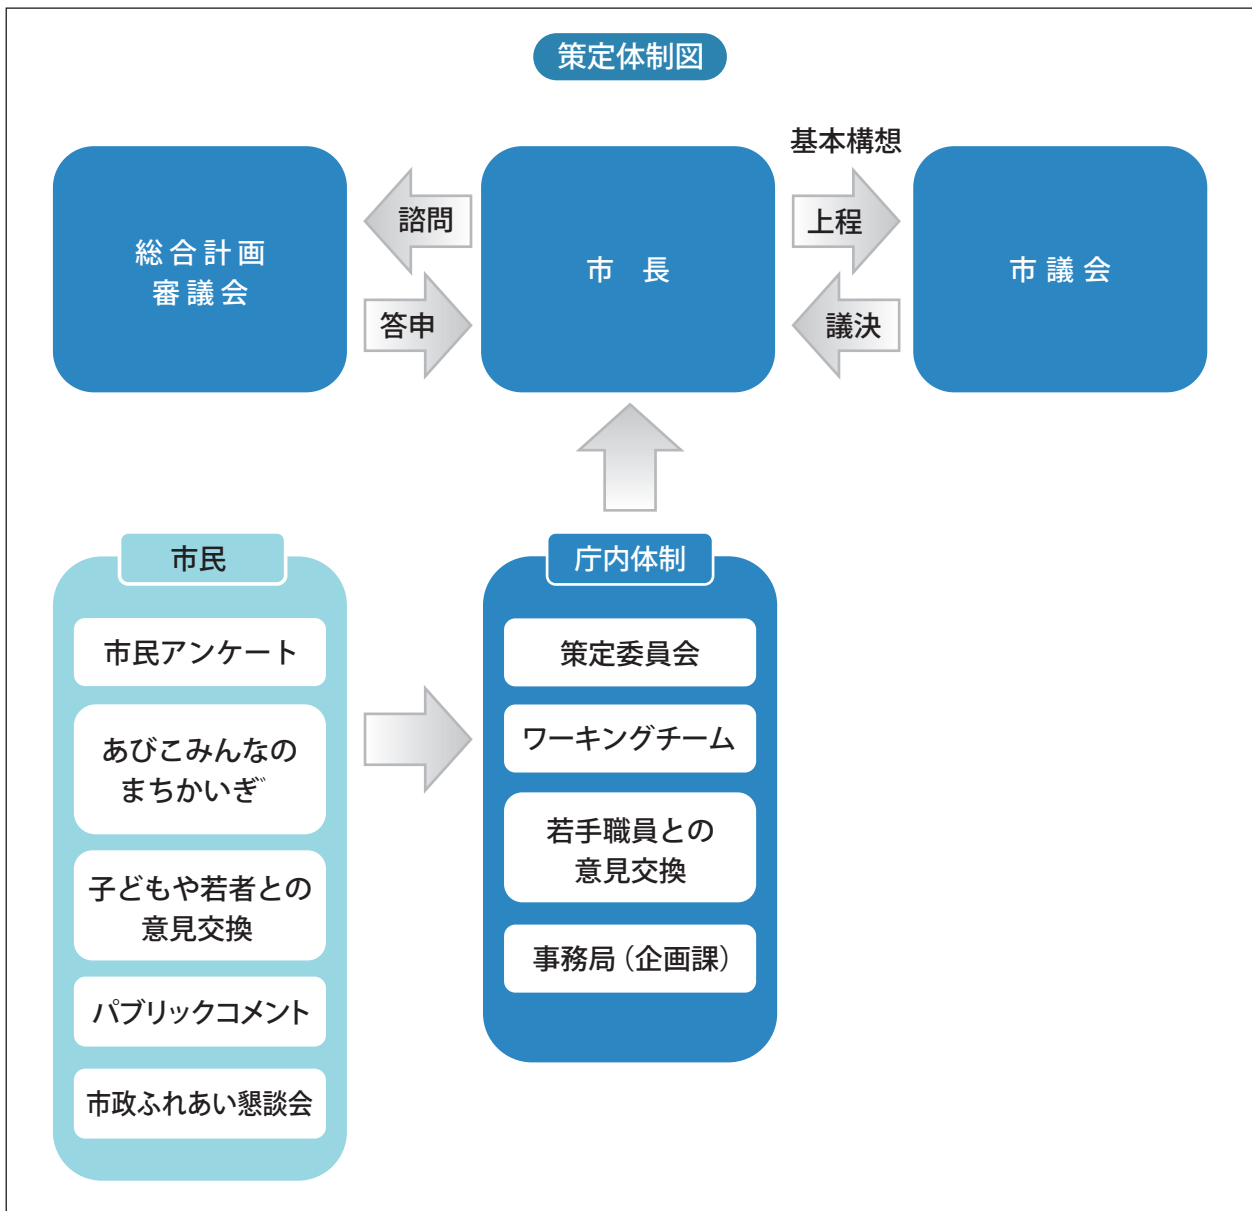 策定体制図
基本構想
総合計画
審議会
諮問
答申
市 長
上程
議決
市議会
市民
市民アンケート
あびこみんなの
まちかいぎ゛
子どもや若者との
意見交換
パブリックコメント
市政ふれあい懇談会
庁内体制
策定委員会
ワーキングチーム
若手職員との
意見交換
事務局（企画課）